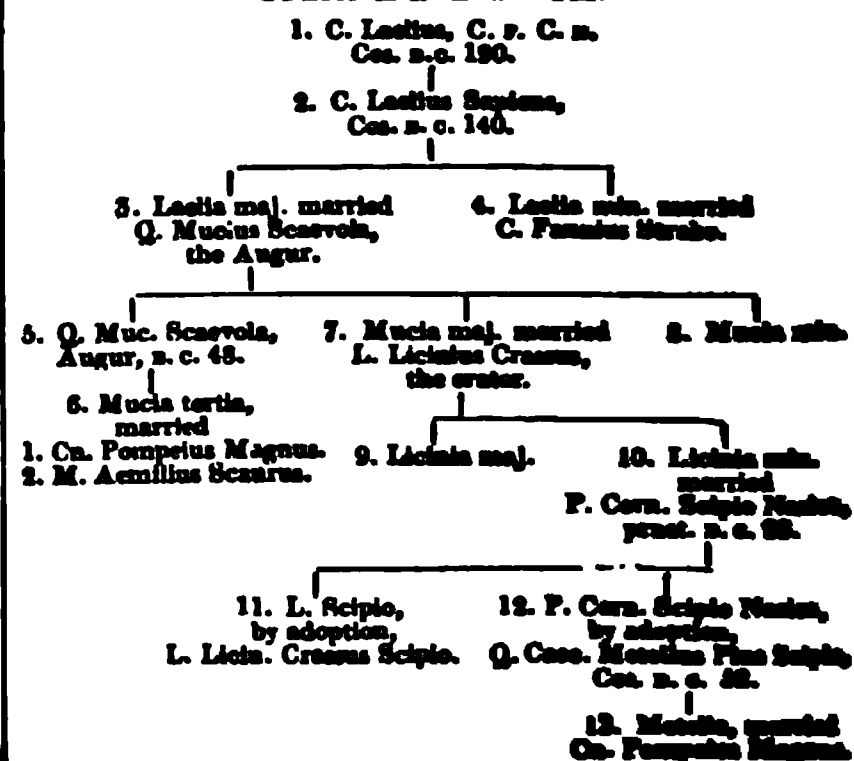 1. C. Laelius, C. F. C. N.
Cos. B.C. 190.
2. C. Laelius Sapiens,
Cos. B. C. 140.
3. Laelia maj. married
Q. Mucius Scaevola,
the Augur.
4. Laelia min. married
C. Fannius Strabo.
5. Q. Muc. Scaevola,
Augur, B. C. 48.
6. Mucia tertia,
married
1. Cn. Pompeius Magnus.
2. M. Aemilius Scaurus.
7. Mucia maj. married
L. Licinius Crassus,
the orator.
8. Mucia min.
9. Licinia maj.
10. Licinia min.
married
P. Corn. Scipio Nasica,
praet. B. C.
11. L. Scipio,
by adoption,
L. Licin. Crassus Scipio.
12. P. Corn. Scipio Nasica,
by adoption,
Q. Caec. Metellus Pius Scipio,
Cos. B. C. 52.
13. Metella, married
Cn. Pompeius Magnus.